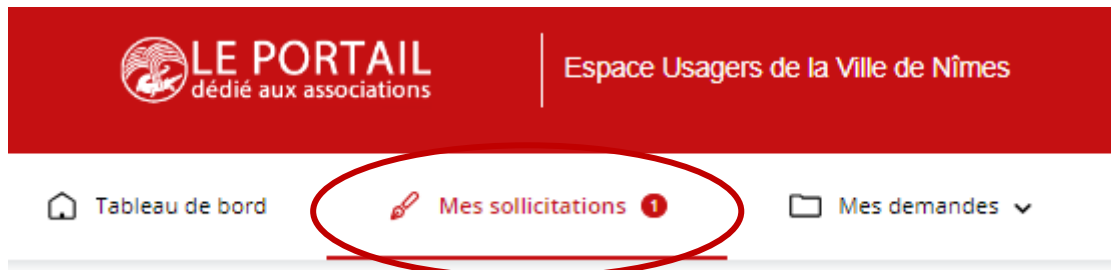 LE PORTAIL
dédié aux associations
Espace Usagers de la Ville de Nîmes
Tableau de bord
Mes sollicitations 1
Mes demandes